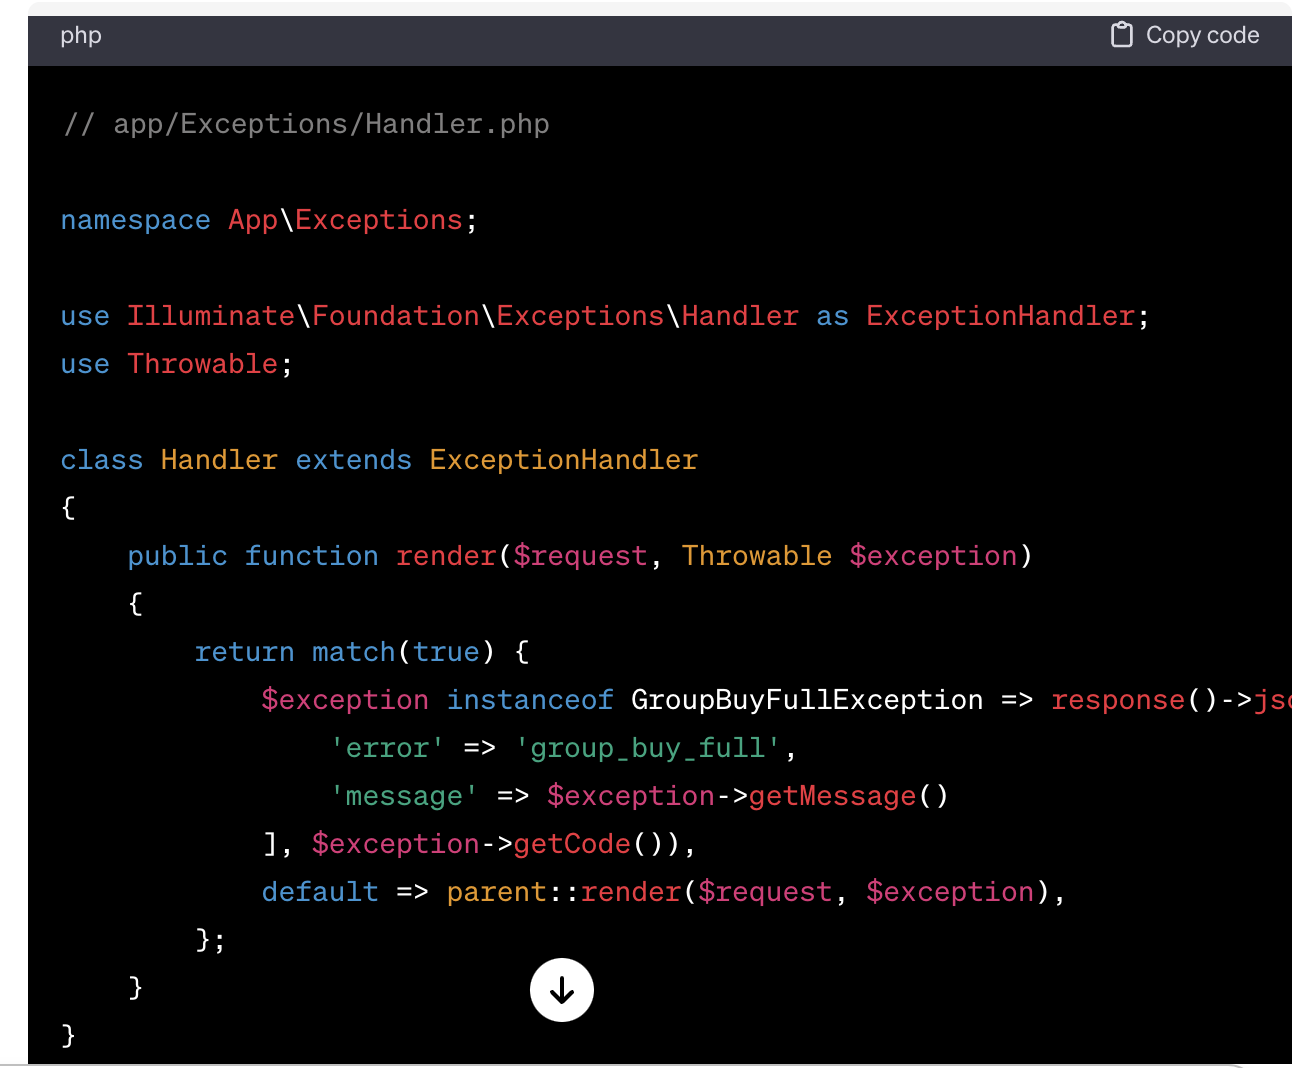 php
Copy code
// app/Exceptions/Handler.php
namespace App\Exceptions;
use Illuminate\Foundation\Exceptions\Handler as ExceptionHandler;
use Throwable;
class Handler extends ExceptionHandler
{
    public function render($request, Throwable $exception)
    {
        return match(true) {
            $exception instanceof GroupBuyFullException => response()->
                'error' => 'group_buy_full',
                'message' => $exception->getMessage()
            ], $exception->getCode()),
            default => parent::render($request, $exception),
        };
    }
}